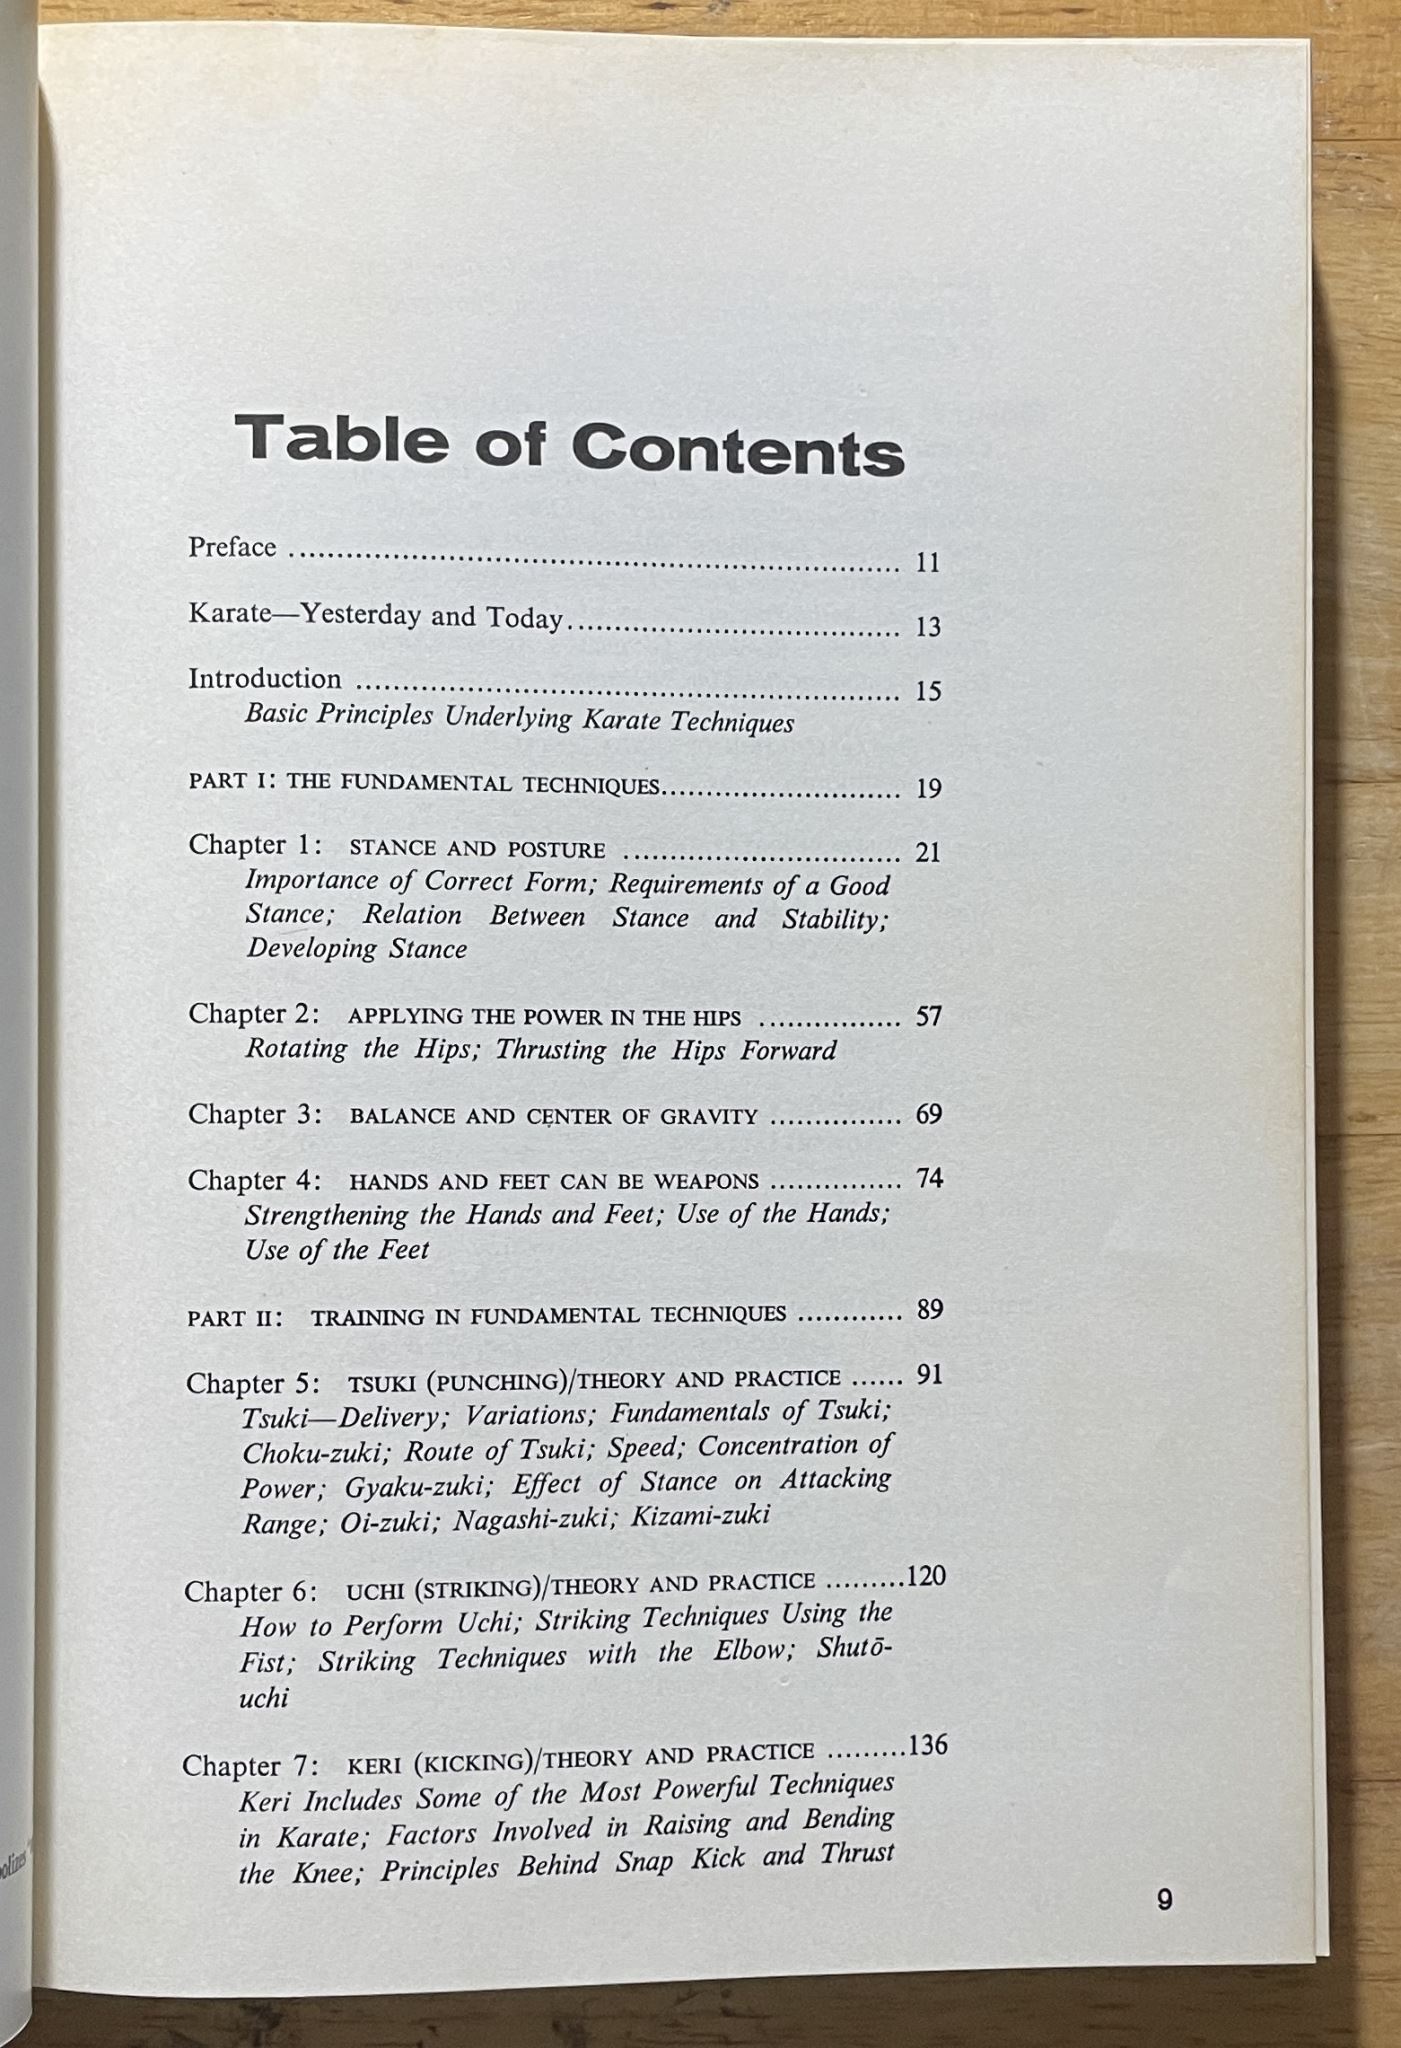 Table of Contents
Preface ........................................................................ 11
Karate—Yesterday and Today....................................... 13
Introduction ................................................................ 15
Basic Principles Underlying Karate Techniques
PART I: THE FUNDAMENTAL TECHNIQUES............................ 19
Chapter 1: STANCE AND POSTURE ................................ 21
Importance of Correct Form; Requirements of a Good
Stance; Relation Between Stance and Stability;
Developing Stance
Chapter 2: APPLYING THE POWER IN THE HIPS ................ 57
Rotating the Hips; Thrusting the Hips Forward
Chapter 3: BALANCE AND CENTER OF GRAVITY ............... 69
Chapter 4: HANDS AND FEET CAN BE WEAPONS ............... 74
Strengthening the Hands and Feet; Use of the Hands;
Use of the Feet
PART II: TRAINING IN FUNDAMENTAL TECHNIQUES ............ 89
Chapter 5: TSUKI (PUNCHING)/THEORY AND PRACTICE ...... 91
Tsuki—Delivery; Variations; Fundamentals of Tsuki;
Choku-zuki; Route of Tsuki; Speed; Concentration of
Power; Gyaku-zuki; Effect of Stance on Attacking
Range; Oi-zuki; Nagashi-zuki; Kizami-zuki
Chapter 6: UCHI (STRIKING)/THEORY AND PRACTICE .........120
How to Perform Uchi; Striking Techniques Using the
Fist; Striking Techniques with the Elbow; Shutō-
uchi
Chapter 7: KERI (KICKING)/THEORY AND PRACTICE .........136
Keri Includes Some of the Most Powerful Techniques
in Karate; Factors Involved in Raising and Bending
the Knee; Principles Behind Snap Kick and Thrust
9